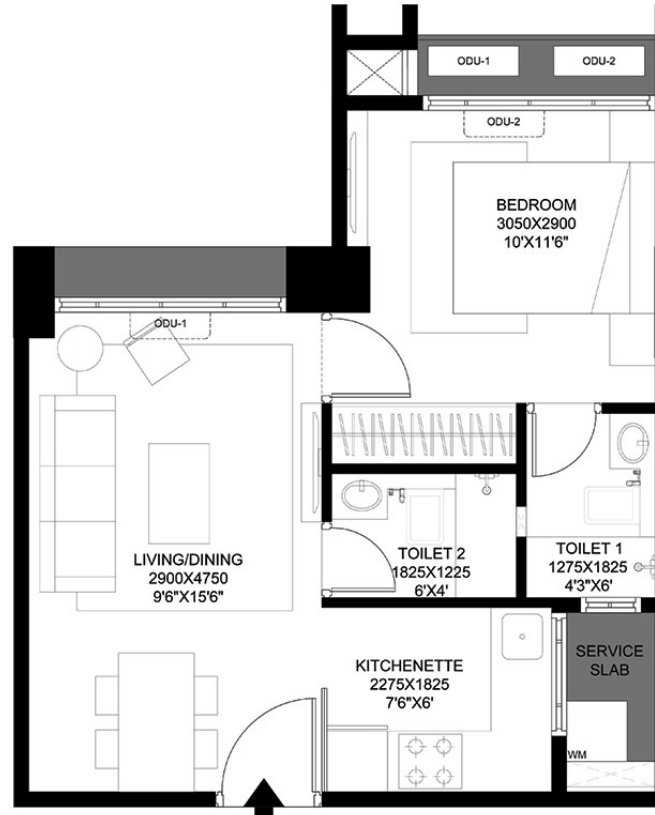 ODU-1
ODU-2
ODU-2
BEDROOM
3050X2900
10'X11'6"
ODU-1
LIVING/DINING
2900X4750
9'6"X15'6"
TOILET 2
1825X1225
6'X4'
TOILET 1
1275X1825
4'3"X6'
KITCHENETTE
2275X1825
7'6"X6'
SERVICE
SLAB
WM